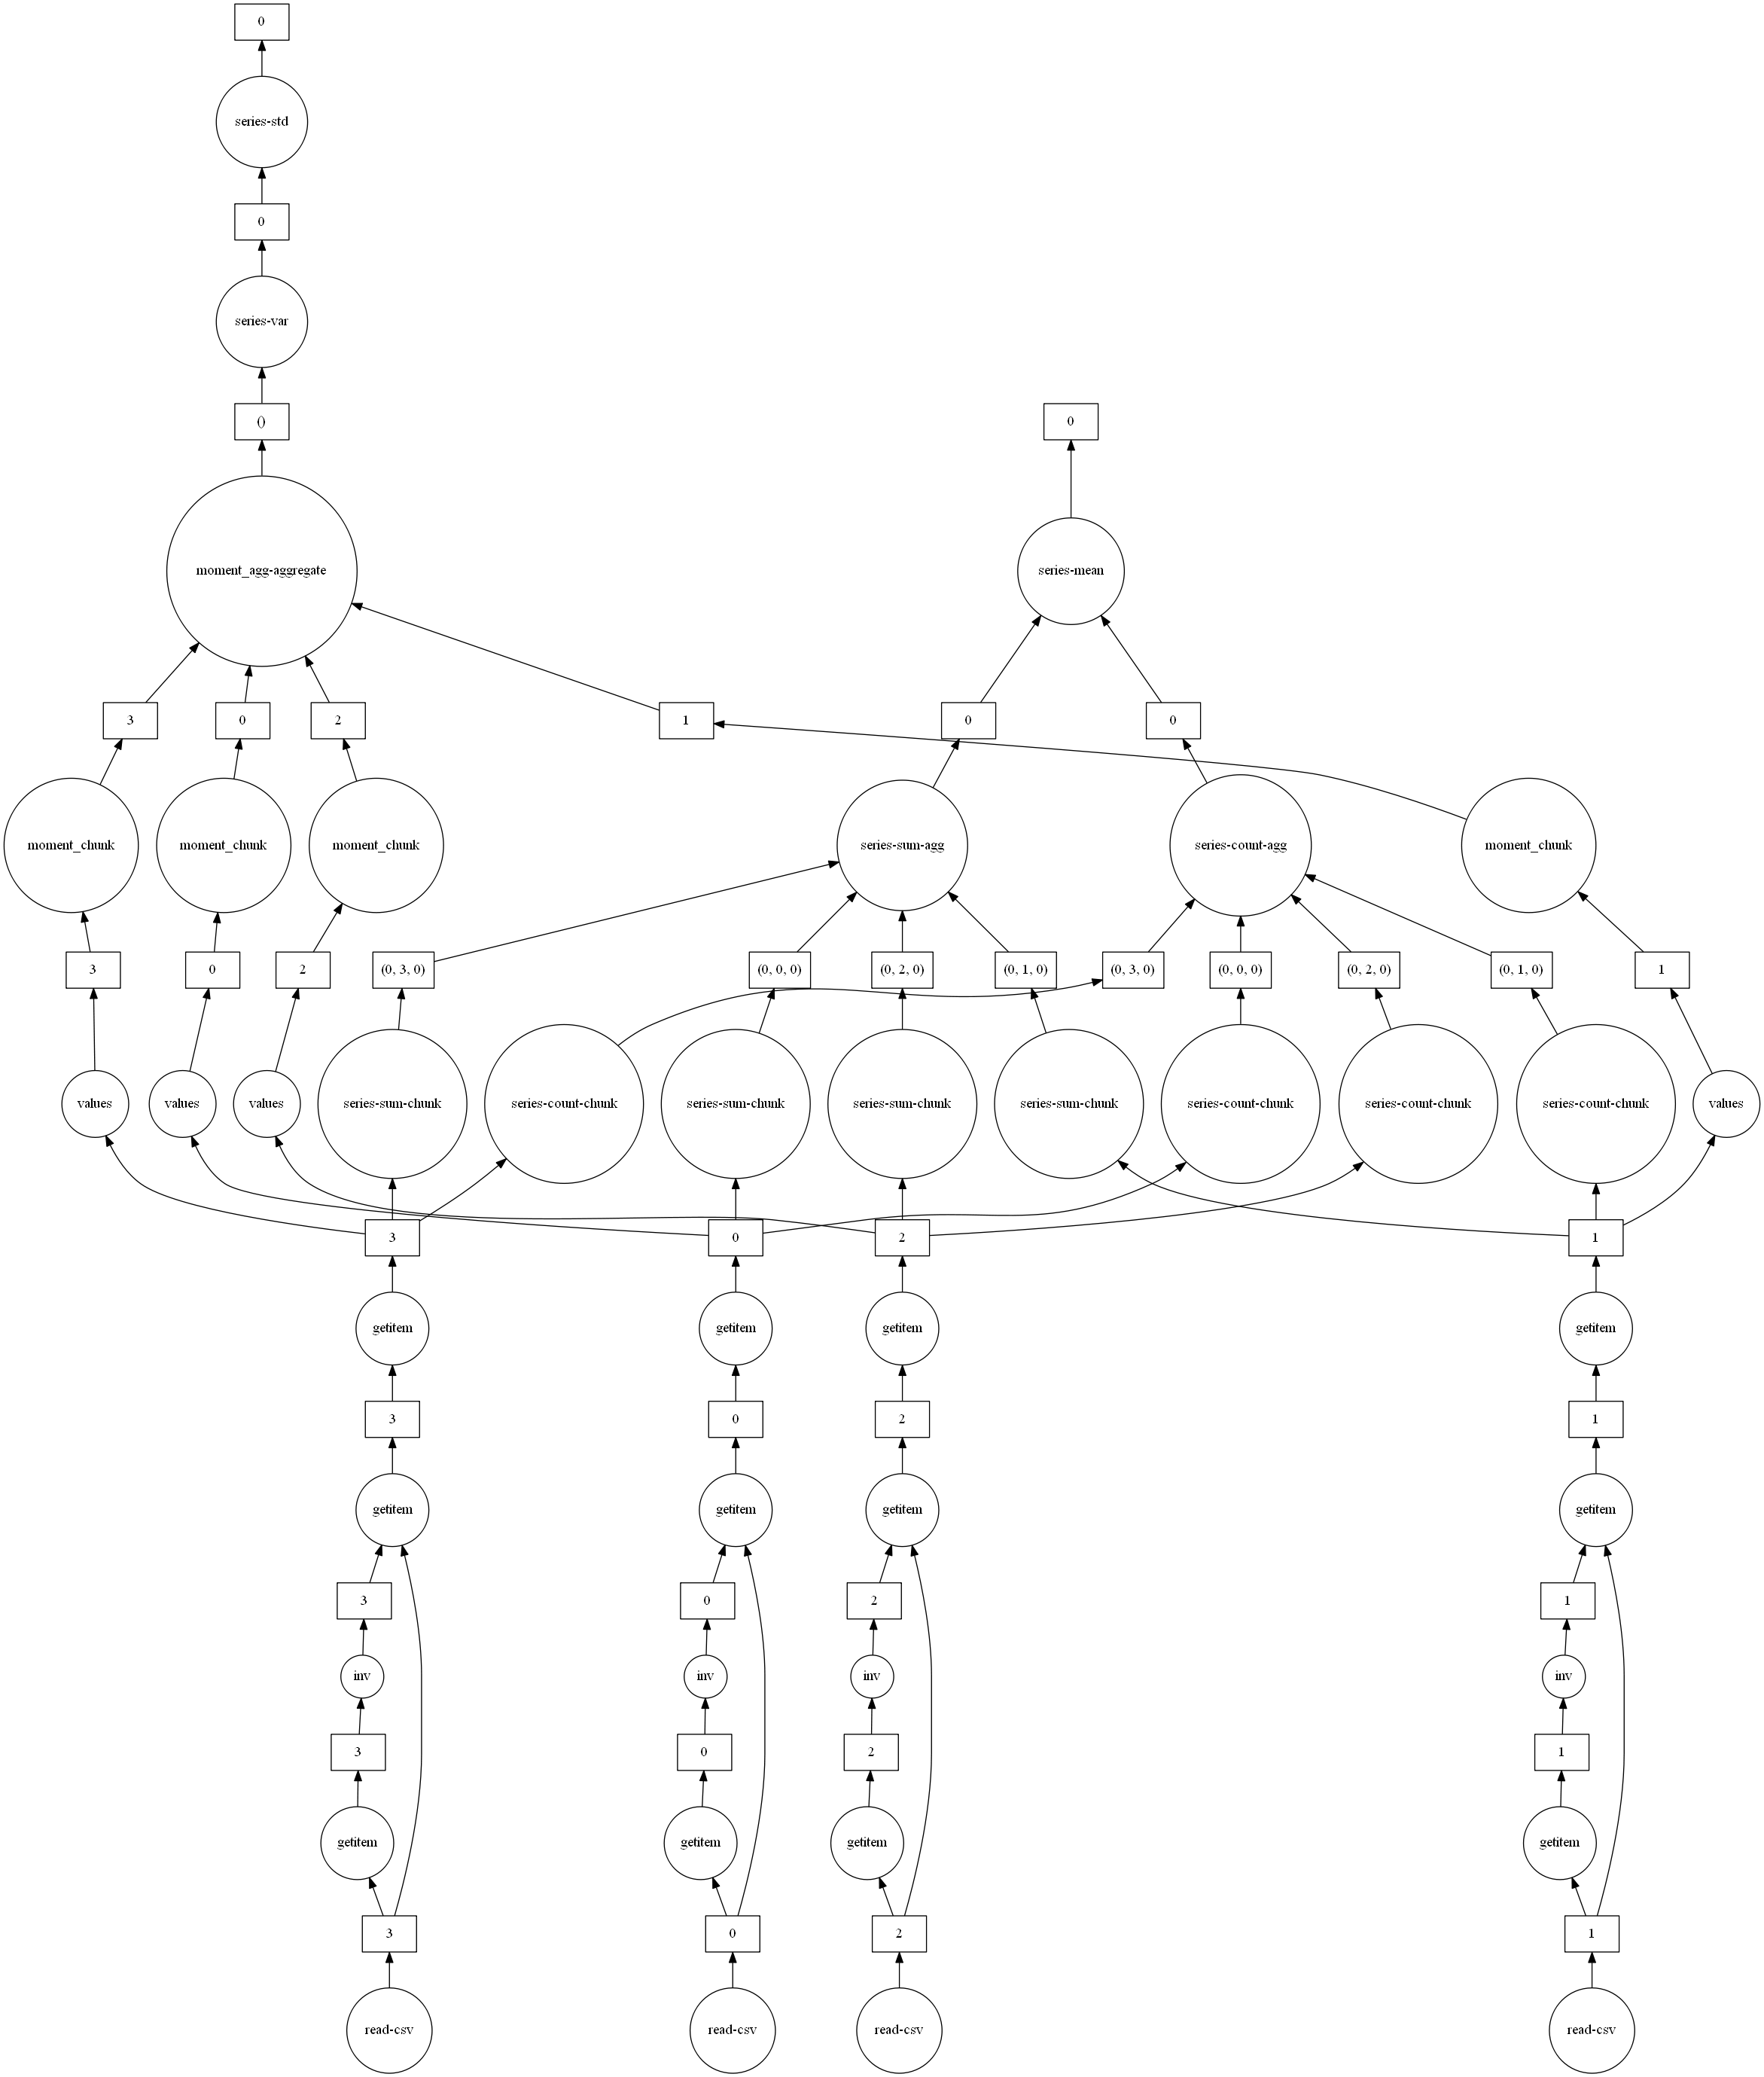 0
series-std
0
series-var
()
0
moment_agg-aggregate
series-mean
3
0
2
1
0
0
moment_chunk
moment_chunk
moment_chunk
series-sum-agg
series-count-agg
moment_chunk
3
0
2
(0, 3, 0)
(0, 0, 0)
(0, 2, 0)
(0, 1, 0)
(0, 3, 0)
(0, 0, 0)
(0, 2, 0)
(0, 1, 0)
1
values
values
values
series-sum-chunk
series-count-chunk
series-sum-chunk
series-sum-chunk
series-sum-chunk
series-count-chunk
series-count-chunk
series-count-chunk
values
3
0
2
1
getitem
getitem
getitem
getitem
3
0
2
1
getitem
getitem
getitem
getitem
3
0
2
1
inv
inv
inv
inv
3
0
2
1
getitem
getitem
getitem
getitem
3
0
2
1
read-csv
read-csv
read-csv
read-csv